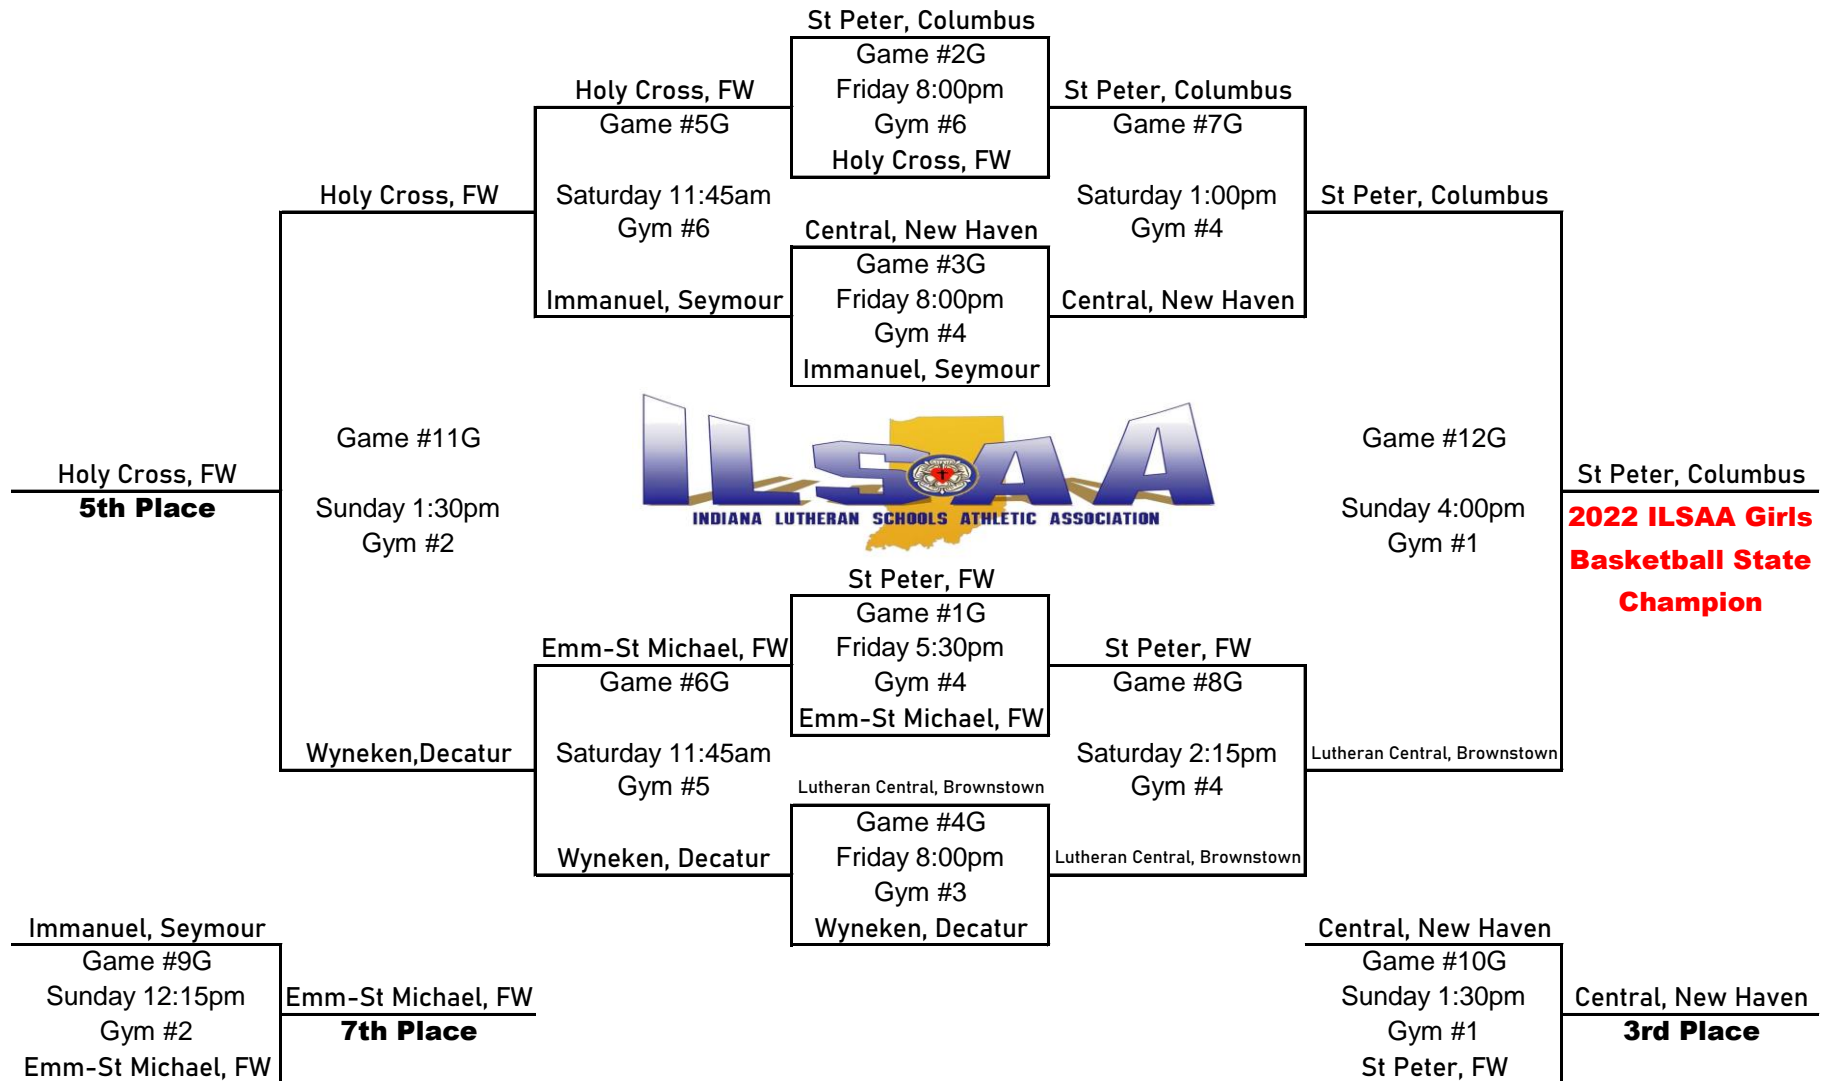 St Peter, Columbus
Game #2G
Holy Cross, FW
Friday 8:00pm
St Peter, Columbus
Game #5G
Gym #6
Game #7G
Holy Cross, FW
Holy Cross, FW
Saturday 11:45am
Saturday 1:00pm
St Peter, Columbus
Gym #6
Central, New Haven
Gym #4
Game #3G
Immanuel, Seymour
Friday 8:00pm
Central, New Haven
Gym #4
Immanuel, Seymour
ILSAA
INDIANA LUTHERAN SCHOOLS ATHLETIC ASSOCIATION
Game #11G
Game #12G
Holy Cross, FW
St Peter, Columbus
5th Place
Sunday 1:30pm
Sunday 4:00pm
2022 ILSAA Girls
Gym #2
Gym #1
Basketball State
Champion
St Peter, FW
Game #1G
Emm-St Michael, FW
Friday 5:30pm
St Peter, FW
Game #6G
Gym #4
Game #8G
Emm-St Michael, FW
Wyneken,Decatur
Saturday 11:45am
Saturday 2:15pm
Lutheran Central, Brownstown
Gym #5
Lutheran Central, Brownstown
Gym #4
Game #4G
Wyneken, Decatur
Friday 8:00pm
Lutheran Central, Brownstown
Gym #3
Wyneken, Decatur
Immanuel, Seymour
Game #9G
Sunday 12:15pm
Emm-St Michael, FW
Gym #2
7th Place
Emm-St Michael, FW
Central, New Haven
Game #10G
Sunday 1:30pm
Central, New Haven
Gym #1
3rd Place
St Peter, FW